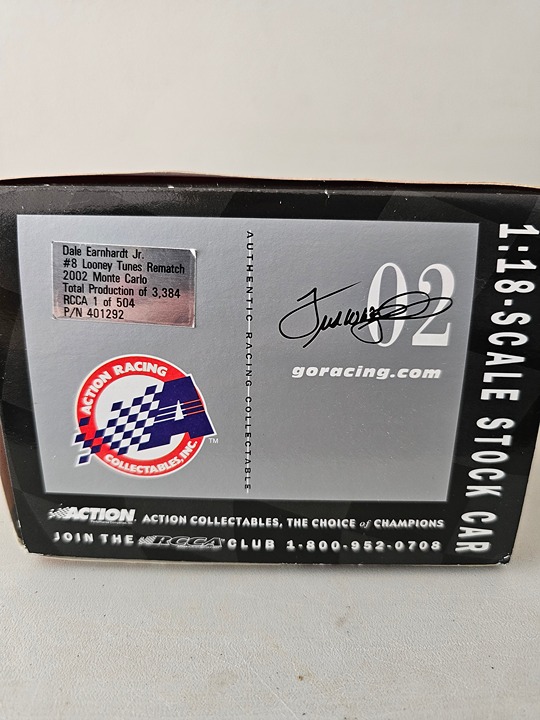 Dale Earnhardt Jr.
#8 Looney Tunes Rematch
2002 Monte Carlo
Total Production of 3,384
RCCA 1 of 504
P/N 401292
ACTION RACING
COLLECTABLES, INC.
TM
AUTHENTIC RACING COLLECTABLE
02
goracing.com
1:18-SCALE STOCK CAR
ACTION ACTION COLLECTABLES, THE CHOICE of CHAMPIONS
JOIN THE RCCA CLUB 1-800-952-0708